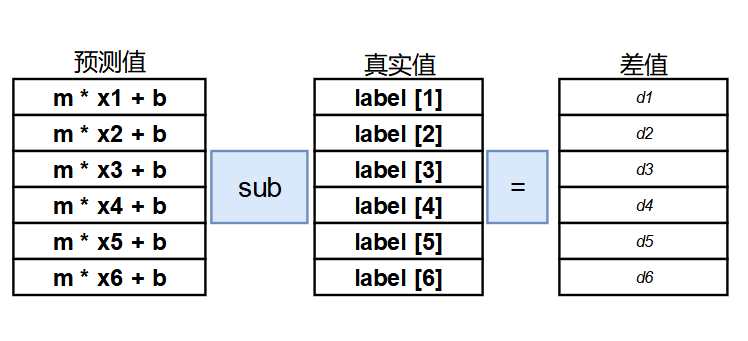 预测值 真实值 差值
m * x1 + b label [1] d1
m * x2 + b label [2] d2
m * x3 + b label [3] d3
sub =
m * x4 + b label [4] d4
m * x5 + b label [5] d5
m * x6 + b label [6] d6